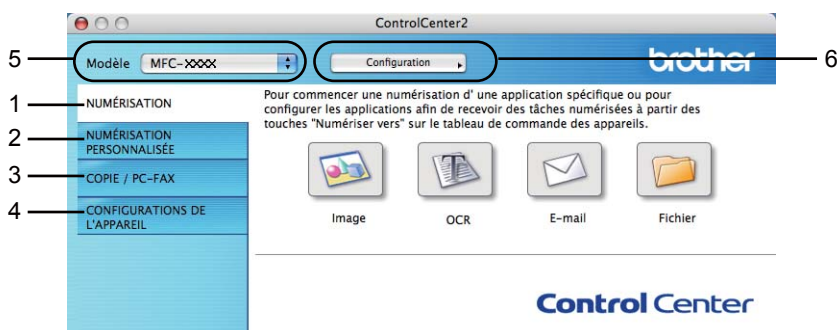 ControlCenter2
5
Modèle
MFC-XXXX
Configuration
brother
6
1
NUMÉRISATION
Pour commencer une numérisation d' une application spécifique ou pour
configurer les applications afin de recevoir des tâches numérisées à partir des
touches "Numériser vers" sur le tableau de commande des appareils.
2
NUMÉRISATION
PERSONNALISÉE
3
COPIE / PC-FAX
4
CONFIGURATIONS DE
L'APPAREIL
Image
OCR
E-mail
Fichier
Control Center